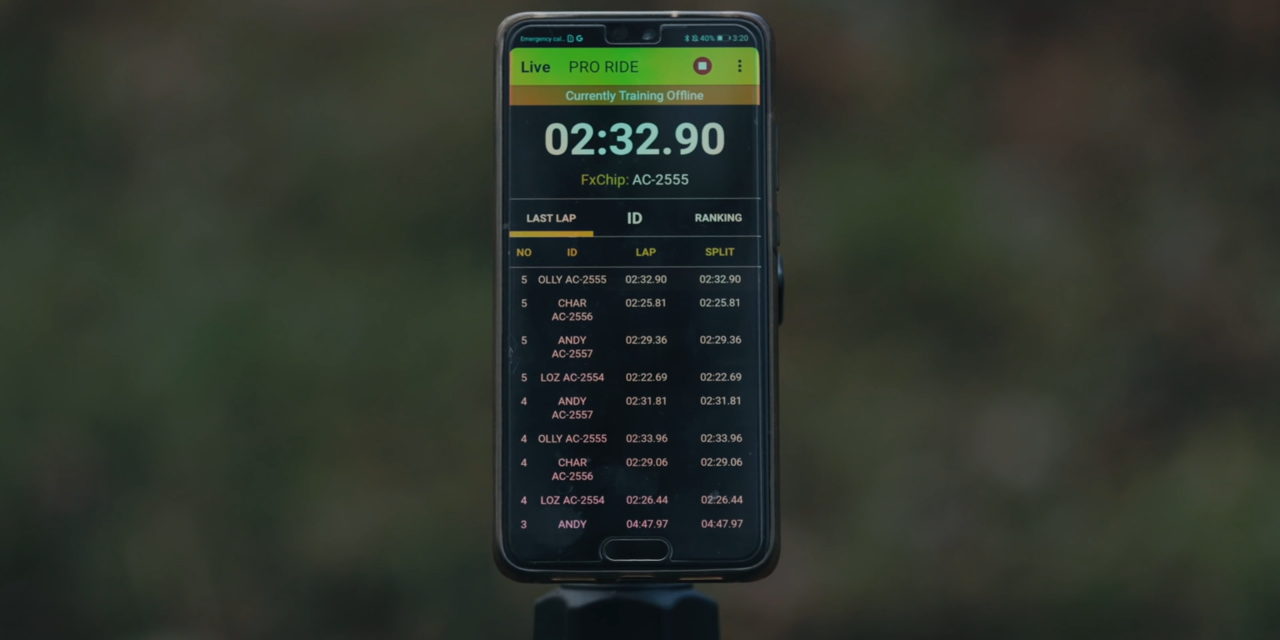 Emergency cal..
40% 3:20
Live PRO RIDE
Currently Training Offline
02:32.90
FxChip: AC-2555
LAST LAP ID RANKING
NO ID LAP SPLIT
5 OLLY AC-2555 02:32.90 02:32.90
5 CHAR 02:25.81 02:25.81
AC-2556
5 ANDY 02:29.36 02:29.36
AC-2557
5 LOZ AC-2554 02:22.69 02:22.69
4 ANDY 02:31.81 02:31.81
AC-2557
4 OLLY AC-2555 02:33.96 02:33.96
4 CHAR 02:29.06 02:29.06
AC-2556
4 LOZ AC-2554 02:26.44 02:26.44
3 ANDY 04:47.97 04:47.97